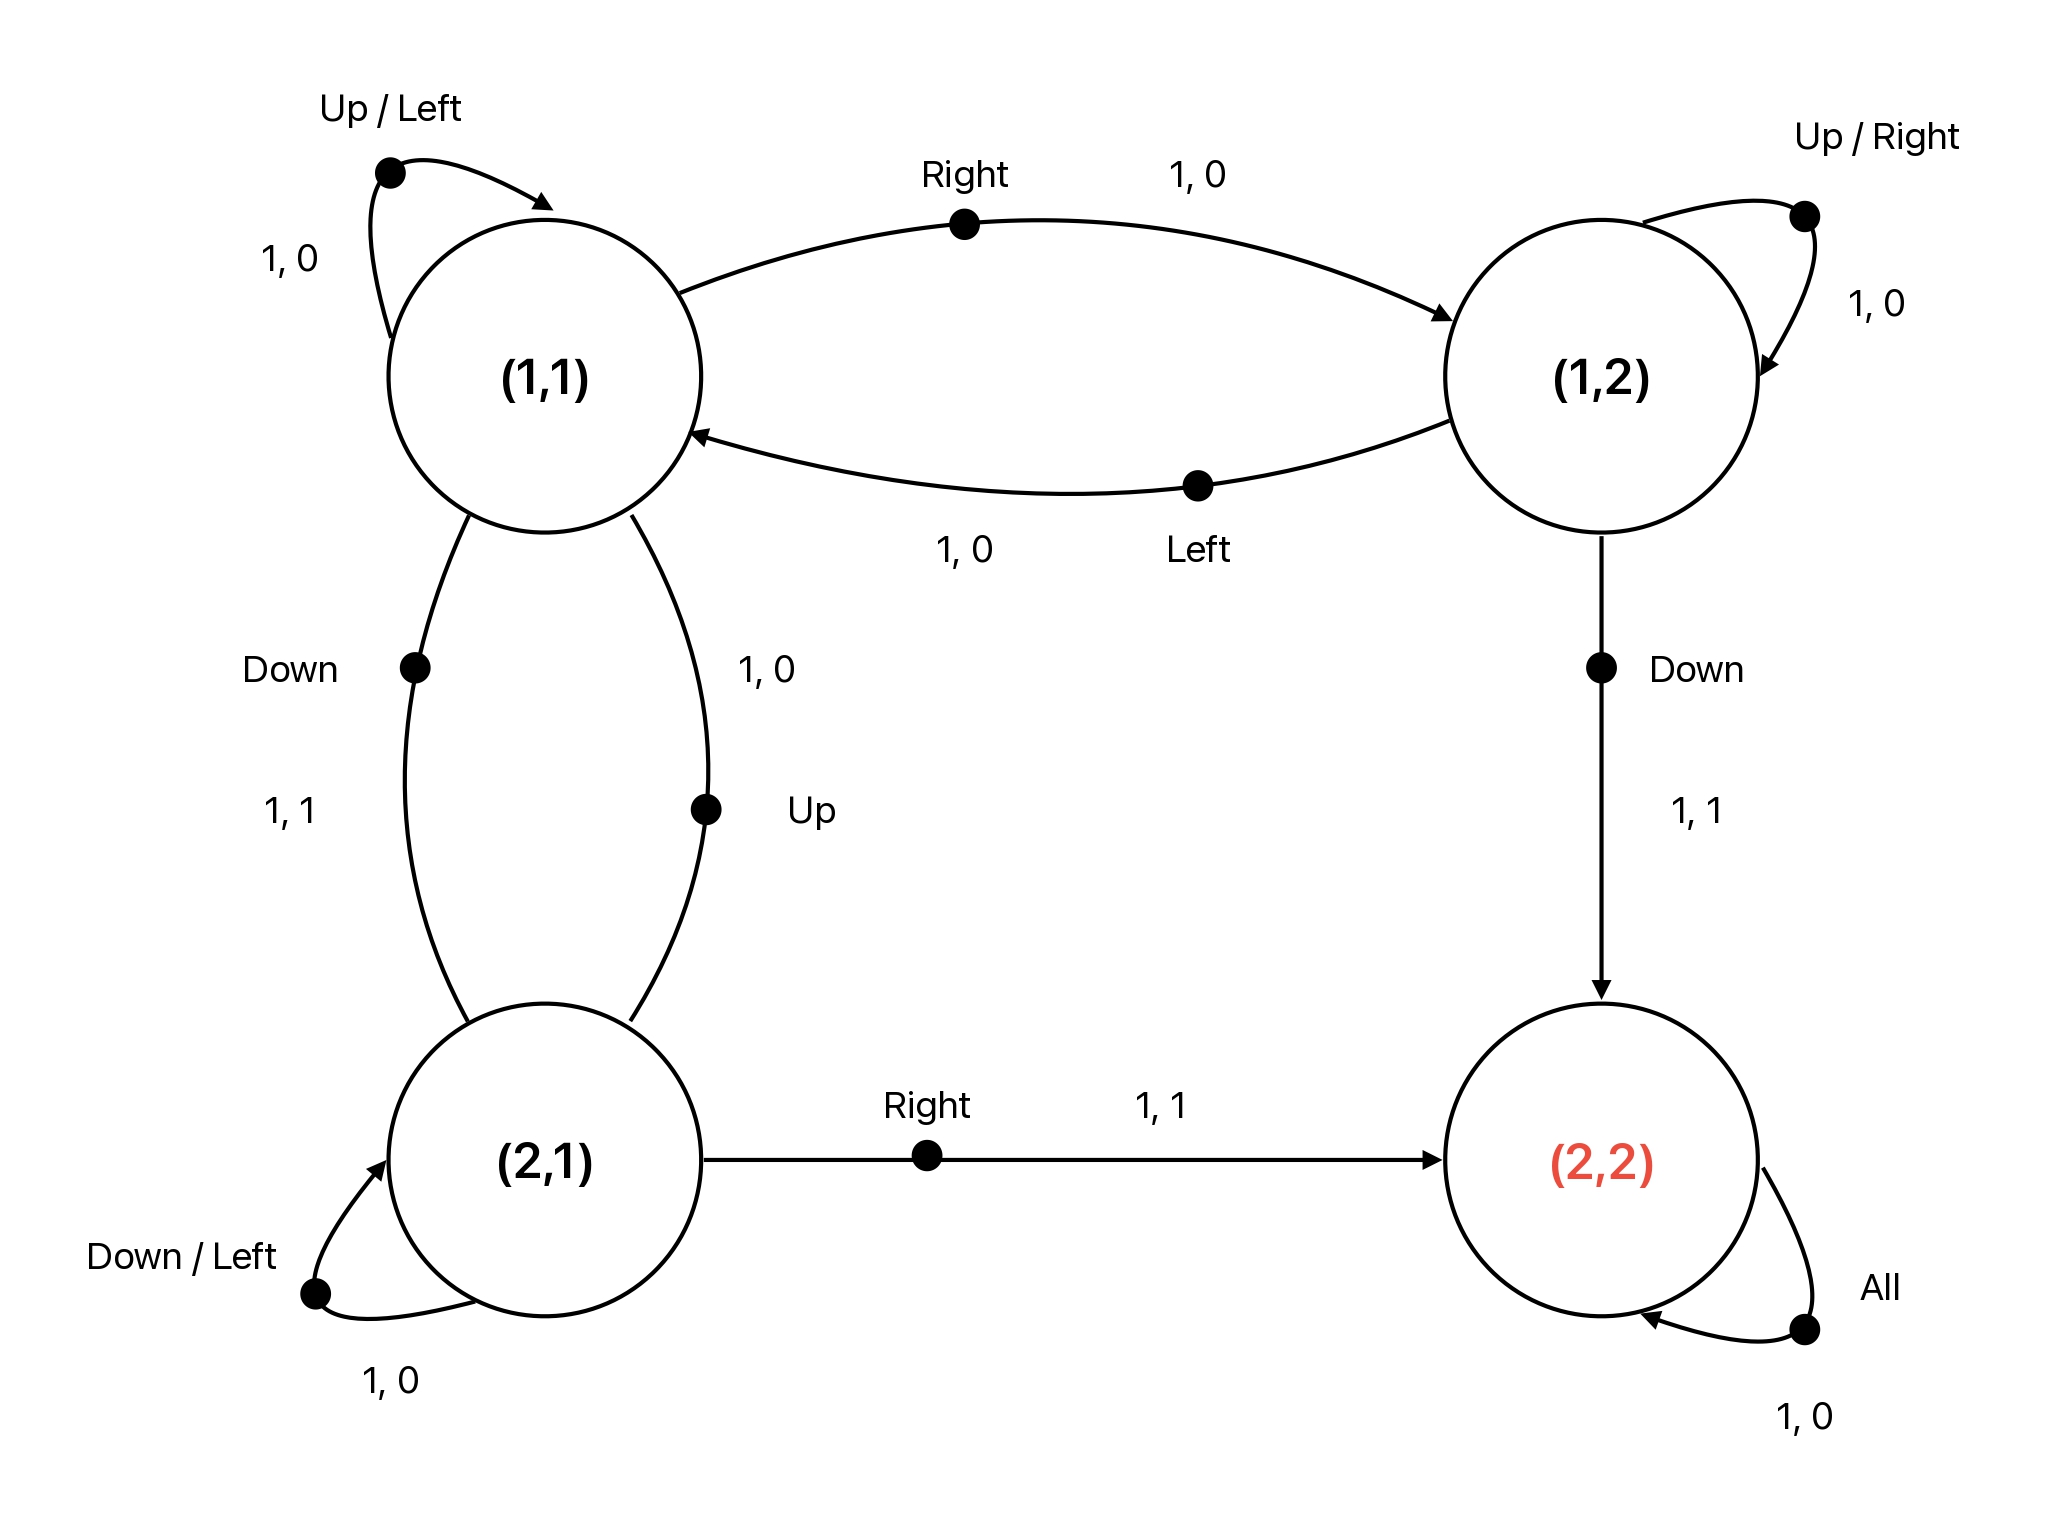 Up / Left
Up / Right
Right
1, 0
1, 0
1, 0
(1,1)
(1,2)
1, 0
Left
Down
1, 0
Down
1, 1
Up
1, 1
Right
1, 1
(2,1)
(2,2)
Down / Left
All
1, 0
1, 0